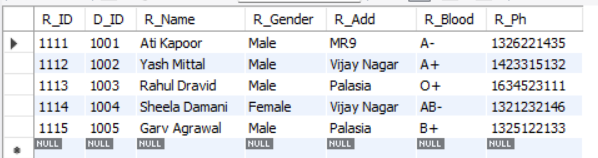 R_ID D_ID R_Name R_Gender R_Add R_Blood R_Ph
1111 1001 Ati Kapoor Male MR9 A- 1326221435
1112 1002 Yash Mittal Male Vijay Nagar A+ 1423315132
1113 1003 Rahul Dravid Male Palasia O+ 1634523111
1114 1004 Sheela Damani Female Vijay Nagar AB- 1321232146
1115 1005 Garv Agrawal Male Palasia B+ 1325122133
NULL NULL NULL NULL NULL NULL NULL